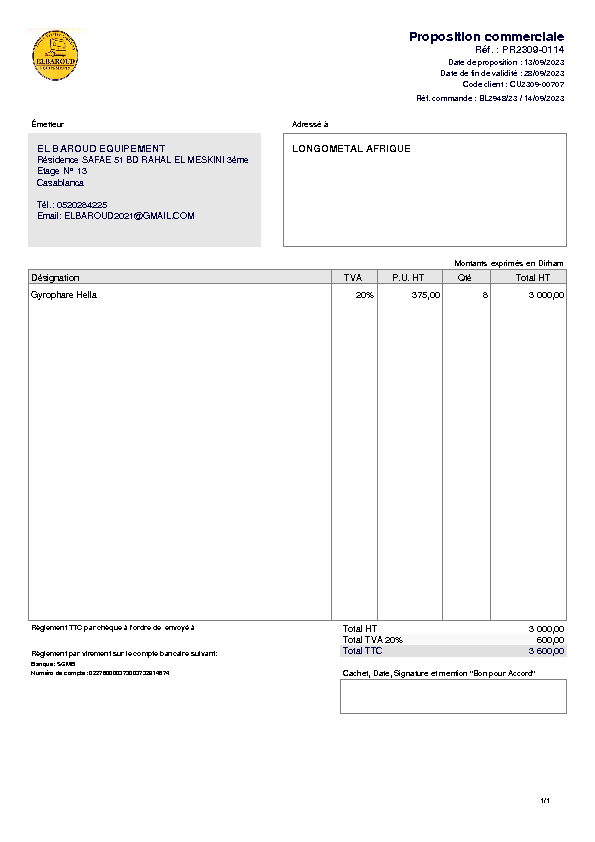 ELBAROUD
EQUIPEMENT
Proposition commerciale
Réf. : PR2309-0114
Date de proposition : 13/09/2023
Date de fin de validité : 28/09/2023
Code client : CU2309-00707
Réf. commande : BL2948/23 / 14/09/2023
Émetteur
Adressé à
EL BAROUD EQUIPEMENT
Résidence SAFAE 51 BD RAHAL EL MESKINI 3éme
Etage N° 13
Casablanca
Tél.: 0520284225
Email: ELBAROUD2021@GMAIL.COM
LONGOMETAL AFRIQUE
Montants exprimés en Dirham
Désignation TVA P.U. HT Qté Total HT
Gyrophare Hella 20% 375,00 8 3 000,00
Règlement TTC par chèque à l'ordre de envoyé à
Total HT 3 000,00
Total TVA 20% 600,00
Total TTC 3 600,00
Règlement par virement sur le compte bancaire suivant:
Banque: SGMB
Numéro de compte:
Cachet, Date, Signature et mention "Bon pour Accord"
1/1